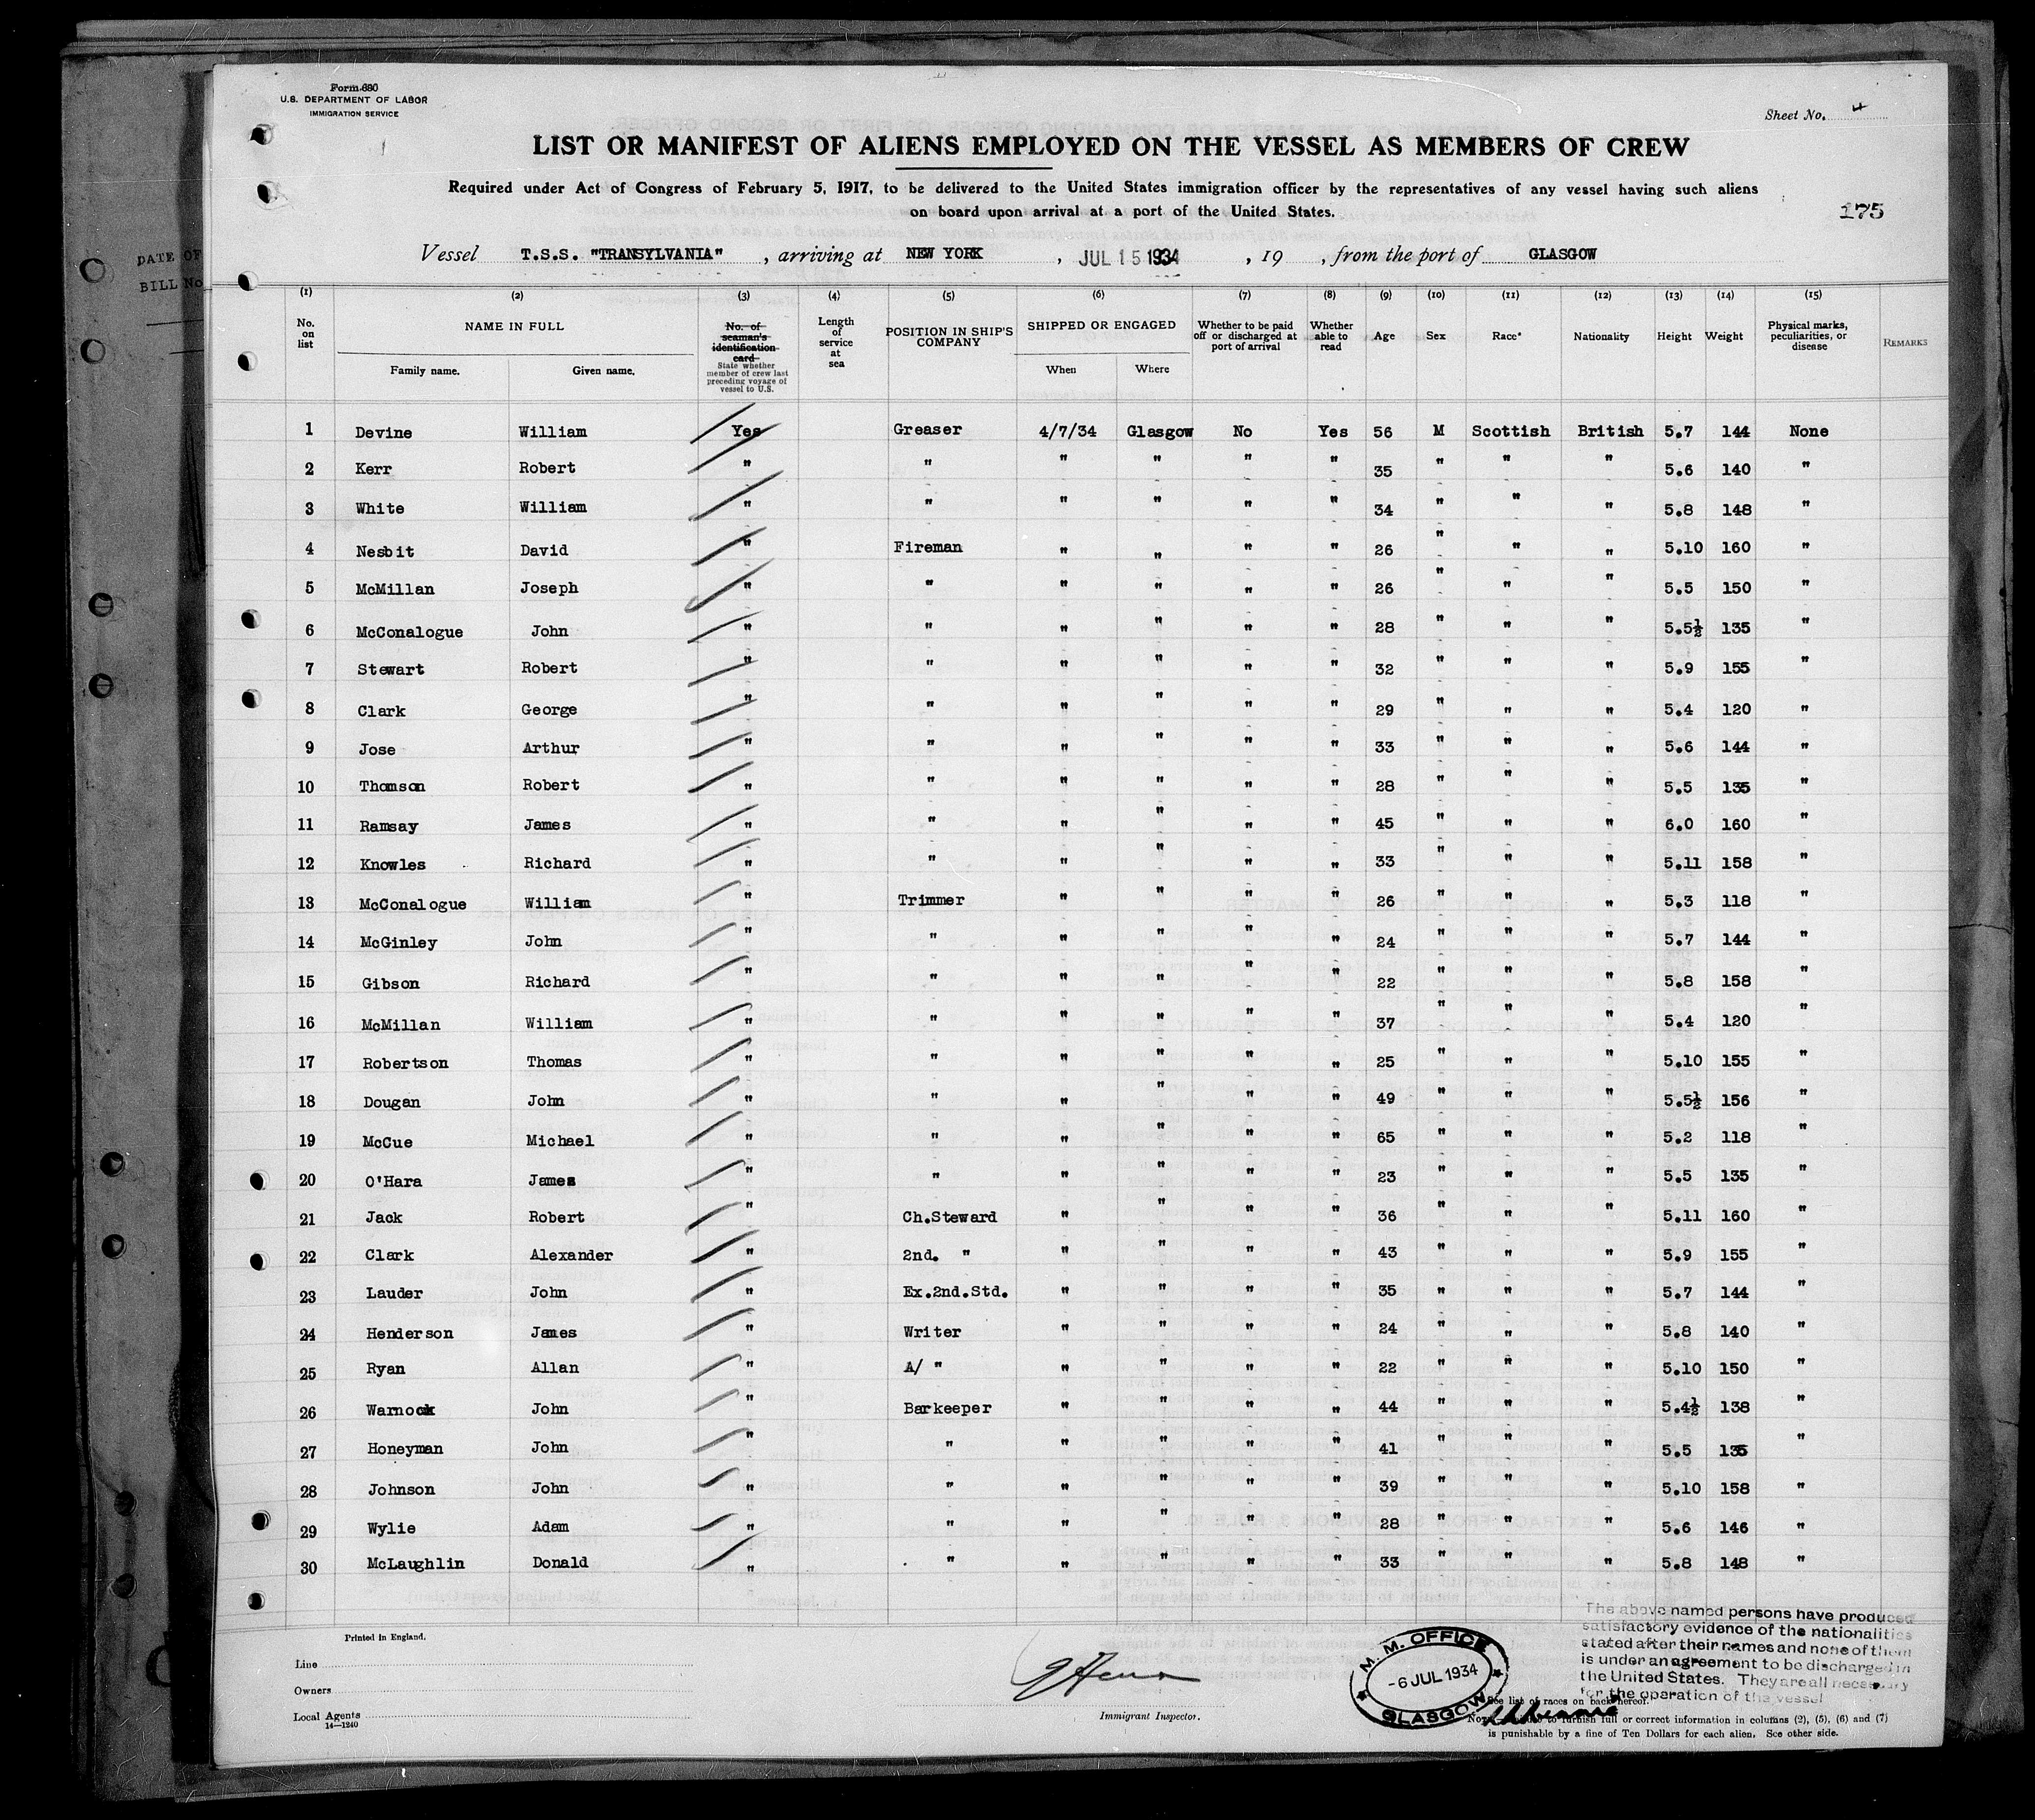 Form 680
U.S. DEPARTMENT OF LABOR
IMMIGRATION SERVICE
Sheet No. 4
LIST OR MANIFEST OF ALIENS EMPLOYED ON THE VESSEL AS MEMBERS OF CREW
Required under Act of Congress of February 5, 1917, to be delivered to the United States immigration officer by the representatives of any vessel having such aliens
on board upon arrival at a port of the United States.
175
DATE OF
BILL No
Vessel T.S.S. "TRANSYLVANIA" , arriving at NEW YORK , JUL 15 1934 , 19 , from the port of GLASGOW
(1) (2) (3) (4) (5) (6) (7) (8) (9) (10) (11) (12) (13) (14) (15)
No. on list
NAME IN FULL
Family name. Given name.
No. of seaman's identification card
State whether member of crew last preceding voyage of vessel to U.S.
Length of service at sea
POSITION IN SHIP'S COMPANY
SHIPPED OR ENGAGED
When Where
Whether to be paid off or discharged at port of arrival
Whether able to read
Age Sex Race* Nationality Height Weight
Physical marks, peculiarities, or disease
REMARKS
1 Devine William Yes Greaser 4/7/34 Glasgow No Yes 56 M Scottish British 5.7 144 None
2 Kerr Robert " " " " " " 35 " " " 5.6 140 "
3 White William " " " " " " 34 " " " 5.8 148 "
4 Nesbit David " Fireman " " " " 26 " " " 5.10 160 "
5 McMillan Joseph " " " " " " 26 " " " 5.5 150 "
6 McConalogue John " " " " " " 28 " " " 5.5½ 135 "
7 Stewart Robert " " " " " " 32 " " " 5.9 155 "
8 Clark George " " " " " " 29 " " " 5.4 120 "
9 Jose Arthur " " " " " " 33 " " " 5.6 144 "
10 Thomson Robert " " " " " " 28 " " " 5.5 135 "
11 Ramsay James " " " " " " 45 " " " 6.0 160 "
12 Knowles Richard " " " " " " 33 " " " 5.11 158 "
13 McConalogue William " Trimmer " " " " 26 " " " 5.3 118 "
14 McGinley John " " " " " " 24 " " " 5.7 144 "
15 Gibson Richard " " " " " " 22 " " " 5.8 158 "
16 McMillan William " " " " " " 37 " " " 5.4 120 "
17 Robertson Thomas " " " " " " 25 " " " 5.10 155 "
18 Dougan John " " " " " " 49 " " " 5.5½ 156 "
19 McCue Michael " " " " " " 65 " " " 5.2 118 "
20 O'Hara James " " " " " " 23 " " " 5.5 135 "
21 Jack Robert " Ch.Steward " " " " 36 " " " 5.11 160 "
22 Clark Alexander " 2nd. " " " " " 43 " " " 5.9 155 "
23 Lauder John " Ex.2nd.Std. " " " " 35 " " " 5.7 144 "
24 Henderson James " Writer " " " " 24 " " " 5.8 140 "
25 Ryan Allan " A/ " " " " " 22 " " " 5.10 150 "
26 Warnock John " Barkeeper " " " " 44 " " " 5.4½ 138 "
27 Honeyman John " " " " " " 41 " " " 5.5 135 "
28 Johnson John " " " " " " 39 " " " 5.10 158 "
29 Wylie Adam " " " " " " 28 " " " 5.6 146 "
30 McLaughlin Donald " " " " " " 33 " " " 5.8 148 "
Printed in England.
Line
Owners
Local Agents
14—1240
Immigrant Inspector.
M. M. OFFICE
-6 JUL 1934
GLASGOW
The above named persons have produced
satisfactory evidence of the nationalities
stated after their names and none of them
is under an agreement to be discharged in
the United States. They are all necessary
for the operation of the vessel
See list of races on back hereof.
to furnish full or correct information in columns (2), (5), (6) and (7)
is punishable by a fine of Ten Dollars for each alien. See other side.